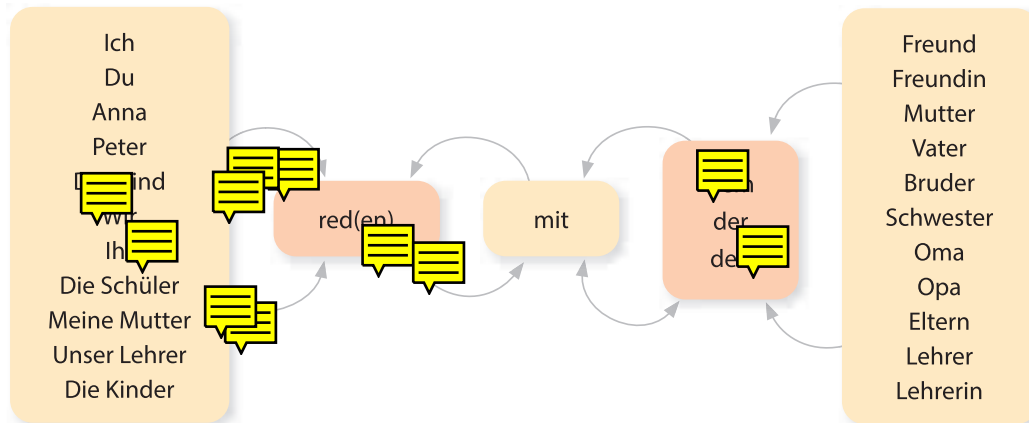 Ich
Du
Anna
Peter
Die Schüler
Meine Mutter
Unser Lehrer
Die Kinder
red(en)
mit
der
Freund
Freundin
Mutter
Vater
Bruder
Schwester
Oma
Opa
Eltern
Lehrer
Lehrerin